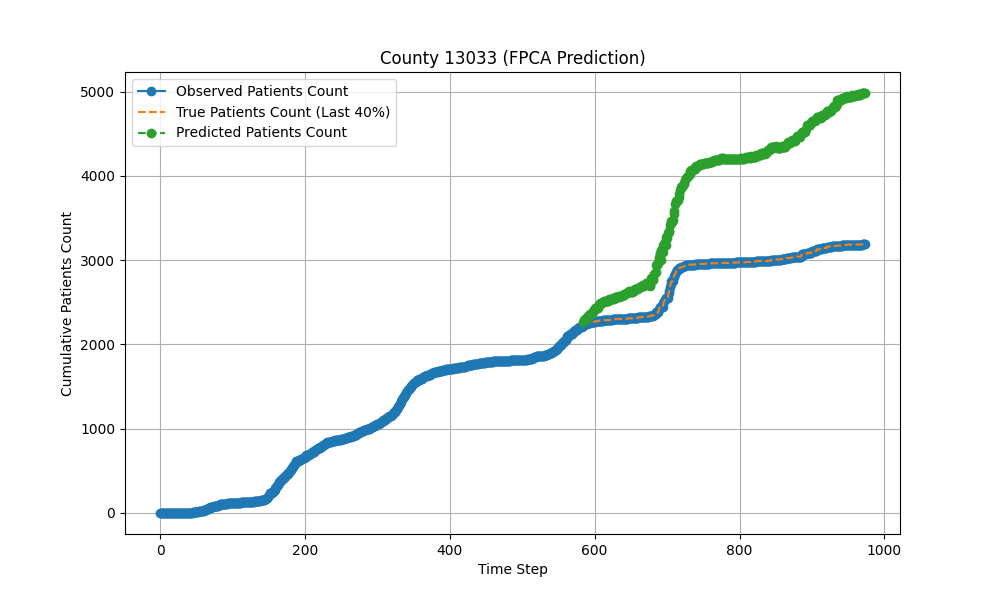 County 13033 (FPCA Prediction)
Observed Patients Count
True Patients Count (Last 40%)
Predicted Patients Count
Cumulative Patients Count
5000
4000
3000
2000
1000
0
0 200 400 600 800 1000
Time Step